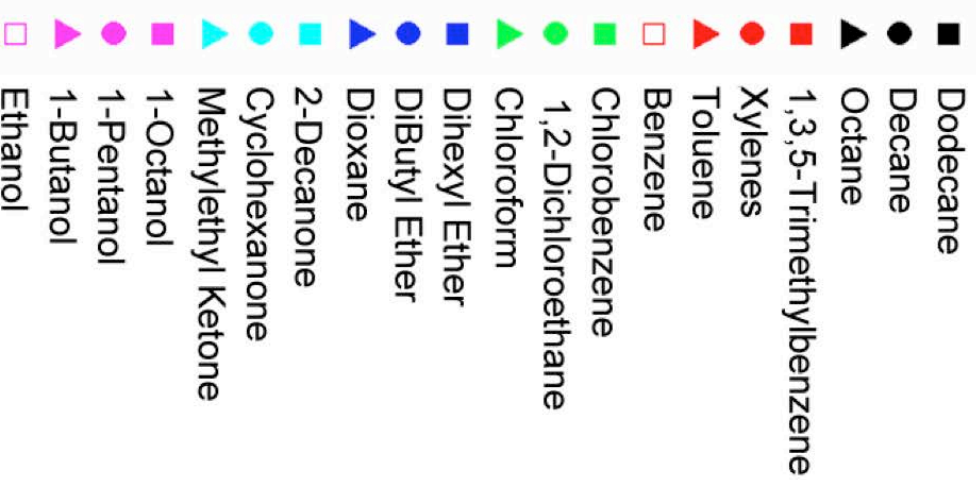 Dodecane
Decane
Octane
1,3,5-Trimethylbenzene
Xylenes
Toluene
Benzene
Chlorobenzene
1,2-Dichloroethane
Chloroform
Dihexyl Ether
DiButyl Ether
Dioxane
2-Decanone
Cyclohexanone
Methylethyl Ketone
1-Octanol
1-Pentanol
1-Butanol
Ethanol